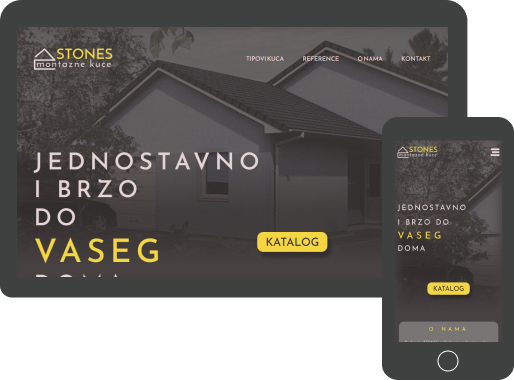 STONES
montazne kuce
TIPOVI KUCA REFERENCE O NAMA KONTAKT
JEDNOSTAVNO
I BRZO
DO
VASEG
DOMA
KATALOG
STONES
montazne kuce
JEDNOSTAVNO
I BRZO DO
VASEG
DOMA
KATALOG
O NAMA